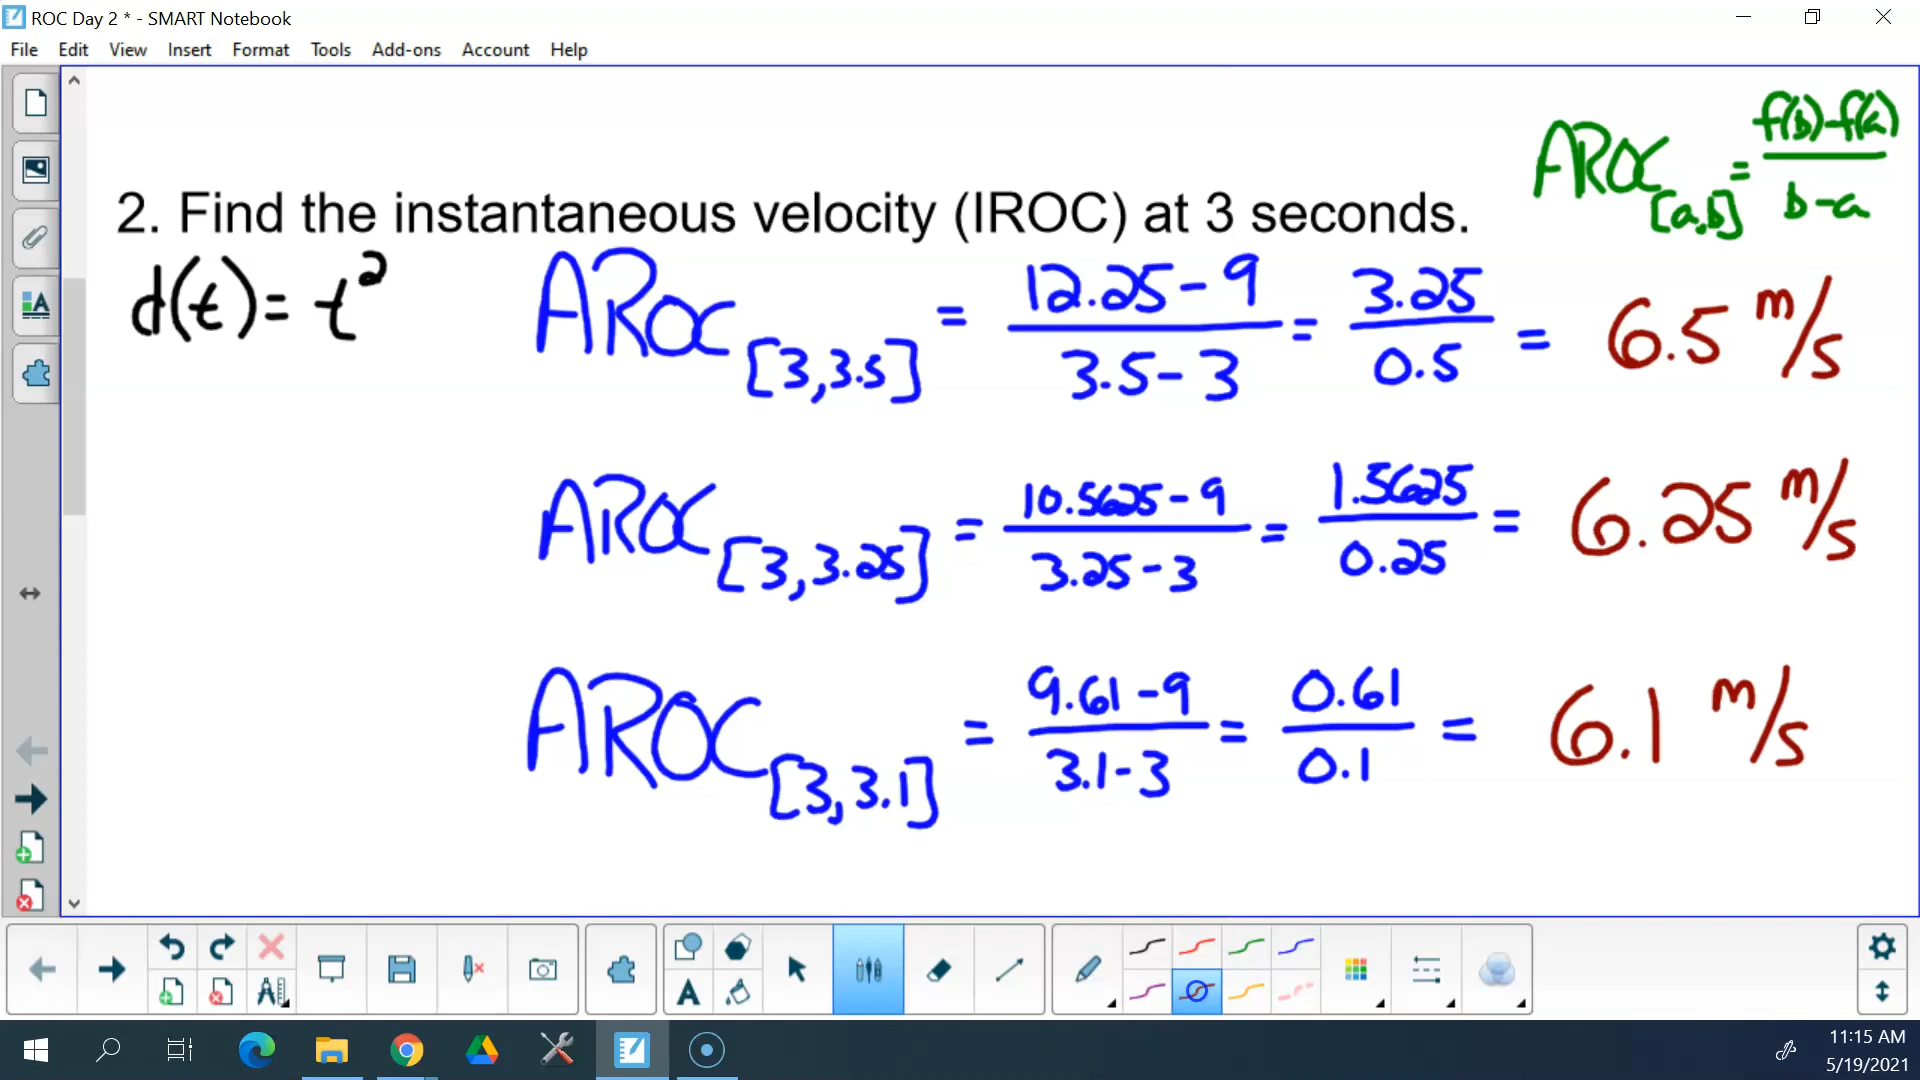 ROC Day 2 * - SMART Notebook
File Edit View Insert Format Tools Add-ons Account Help
AROC[a,b] = f(b)-f(a) / b-a
2. Find the instantaneous velocity (IROC) at 3 seconds.
d(t) = t²
AROC[3,3.5] = 12.25-9 / 3.5-3 = 3.25 / 0.5 = 6.5 m/s
AROC[3,3.25] = 10.5625-9 / 3.25-3 = 1.5625 / 0.25 = 6.25 m/s
AROC[3,3.1] = 9.61-9 / 3.1-3 = 0.61 / 0.1 = 6.1 m/s
11:15 AM
5/19/2021